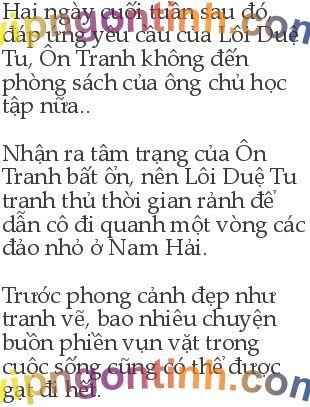 Hai ngày cuối tuần sau đó,
đáp ứng yêu cầu của Lôi Duệ
Tu, Ôn Tranh không đến
phòng sách của ông chủ học
tập nữa..
Nhận ra tâm trạng của Ôn
Tranh bất ổn, nên Lôi Duệ Tu
tranh thủ thời gian rảnh để
dẫn cô đi quanh một vòng các
đảo nhỏ ở Nam Hải.
Trước phong cảnh đẹp như
tranh vẽ, bao nhiêu chuyện
buồn phiền vụn vặt trong
cuộc sống cũng có thể được
gạt đi hết.
vipngontinh.com
vipngontinh.com